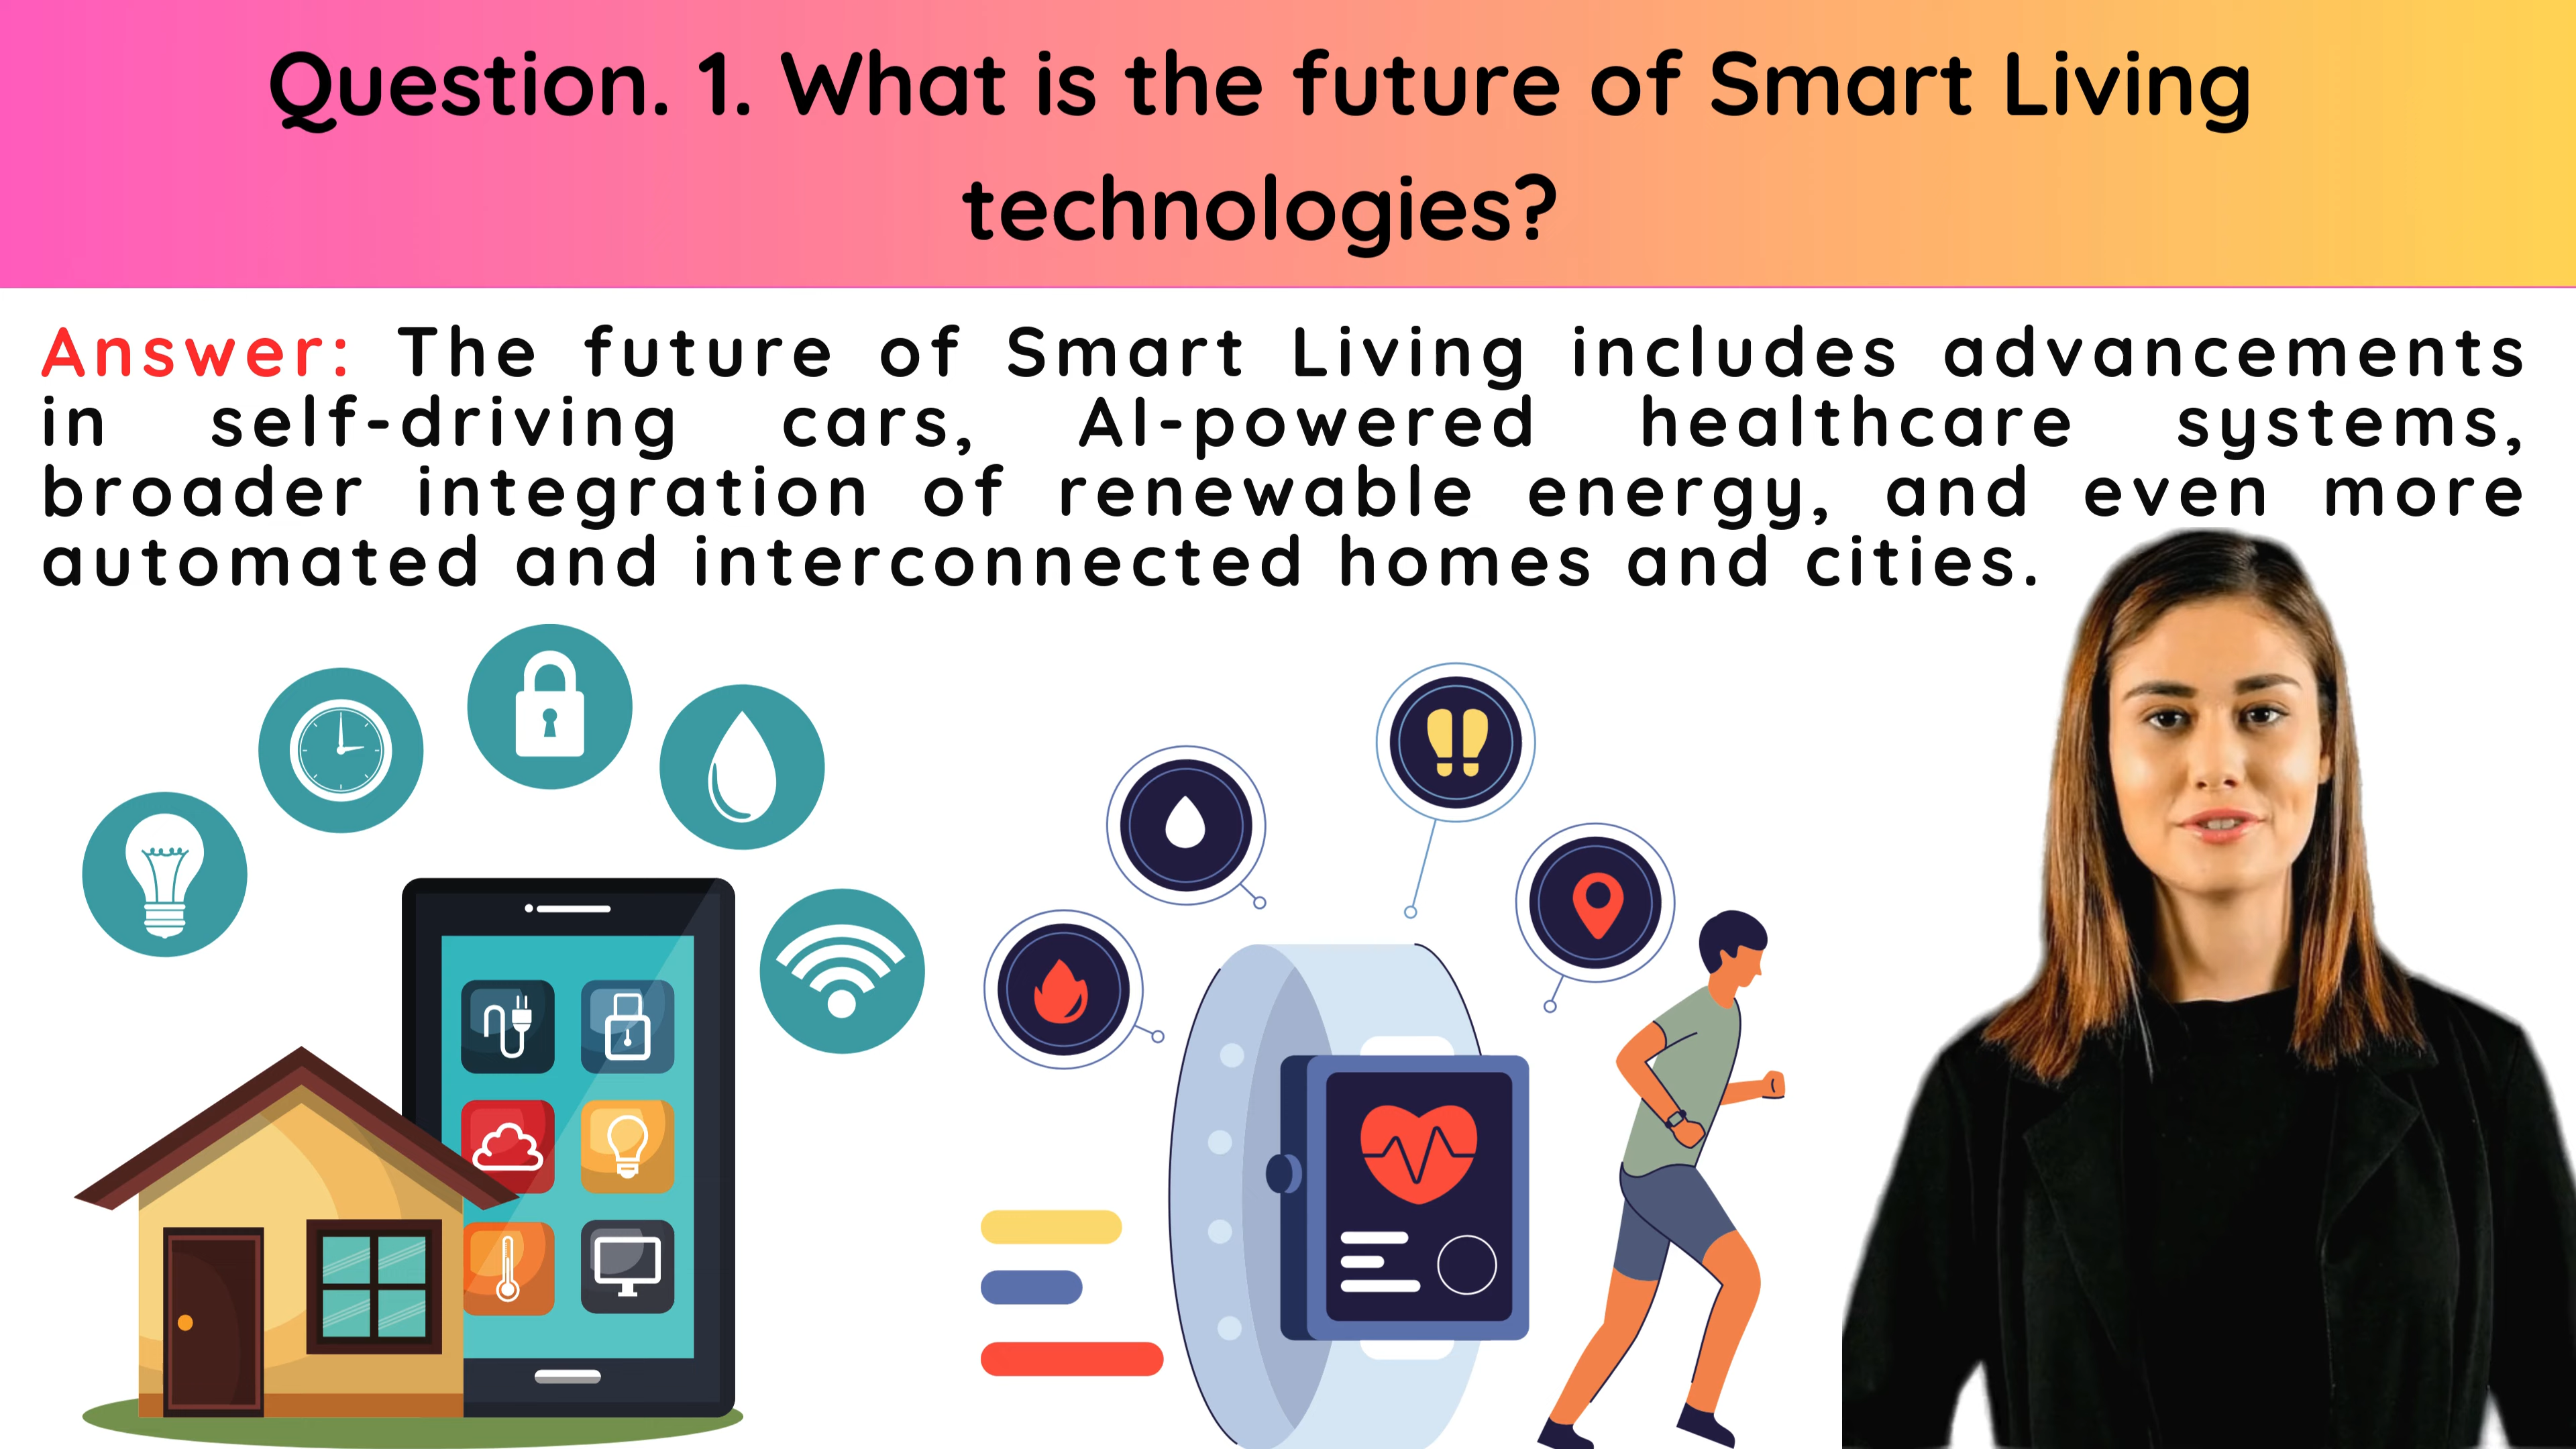 Question. 1. What is the future of Smart Living
technologies?
Answer: The future of Smart Living includes advancements
in self-driving cars, AI-powered healthcare systems,
broader integration of renewable energy, and even more
automated and interconnected homes and cities.